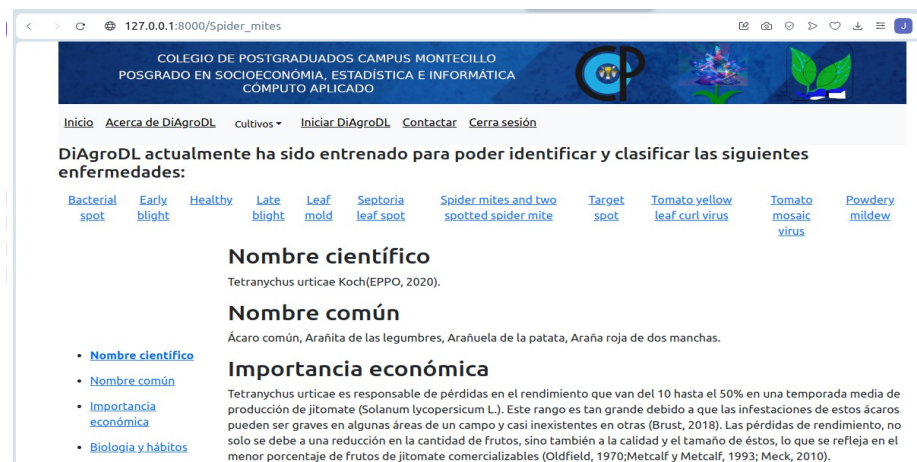 127.0.0.1:8000/Spider_mites
J
COLEGIO DE POSTGRADUADOS CAMPUS MONTECILLO
POSGRADO EN SOCIOECONÓMIA, ESTADÍSTICA E INFORMÁTICA
CÓMPUTO APLICADO
CP
Inicio Acerca de DiAgroDL Cultivos Iniciar DiAgroDL Contactar Cerra sesión
DiAgroDL actualmente ha sido entrenado para poder identificar y clasificar las siguientes
enfermedades:
Bacterial Early Healthy Late Leaf Septoria Spider mites and two Target Tomato yellow Tomato Powdery
spot blight blight mold leaf spot spotted spider mite spot leaf curl virus mosaic mildew
virus
Nombre científico
Tetranychus urticae Koch(EPPO, 2020).
Nombre común
Ácaro común, Arañita de las legumbres, Arañuela de la patata, Araña roja de dos manchas.
• Nombre científico
• Nombre común
• Importancia
económica
• Biologia y hábitos
Importancia económica
Tetranychus urticae es responsable de pérdidas en el rendimiento que van del 10 hasta el 50% en una temporada media de
producción de jitomate (Solanum lycopersicum L.). Este rango es tan grande debido a que las infestaciones de estos ácaros
pueden ser graves en algunas áreas de un campo y casi inexistentes en otras (Brust, 2018). Las pérdidas de rendimiento, no
solo se debe a una reducción en la cantidad de frutos, sino también a la calidad y el tamaño de éstos, lo que se refleja en el
menor porcentaje de frutos de jitomate comercializables (Oldfield, 1970;Metcalf y Metcalf, 1993; Meck, 2010).